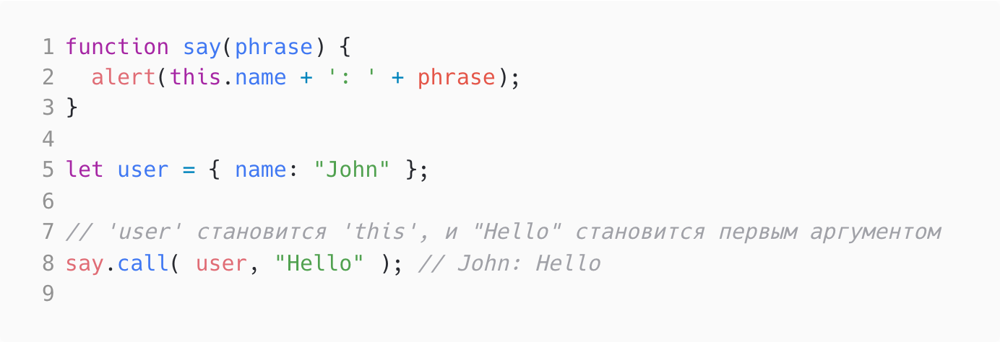 1 function say(phrase) {
2   alert(this.name + ': ' + phrase);
3 }
4
5 let user = { name: "John" };
6
7 // 'user' становится 'this', и "Hello" становится первым аргументом
8 say.call( user, "Hello" ); // John: Hello
9